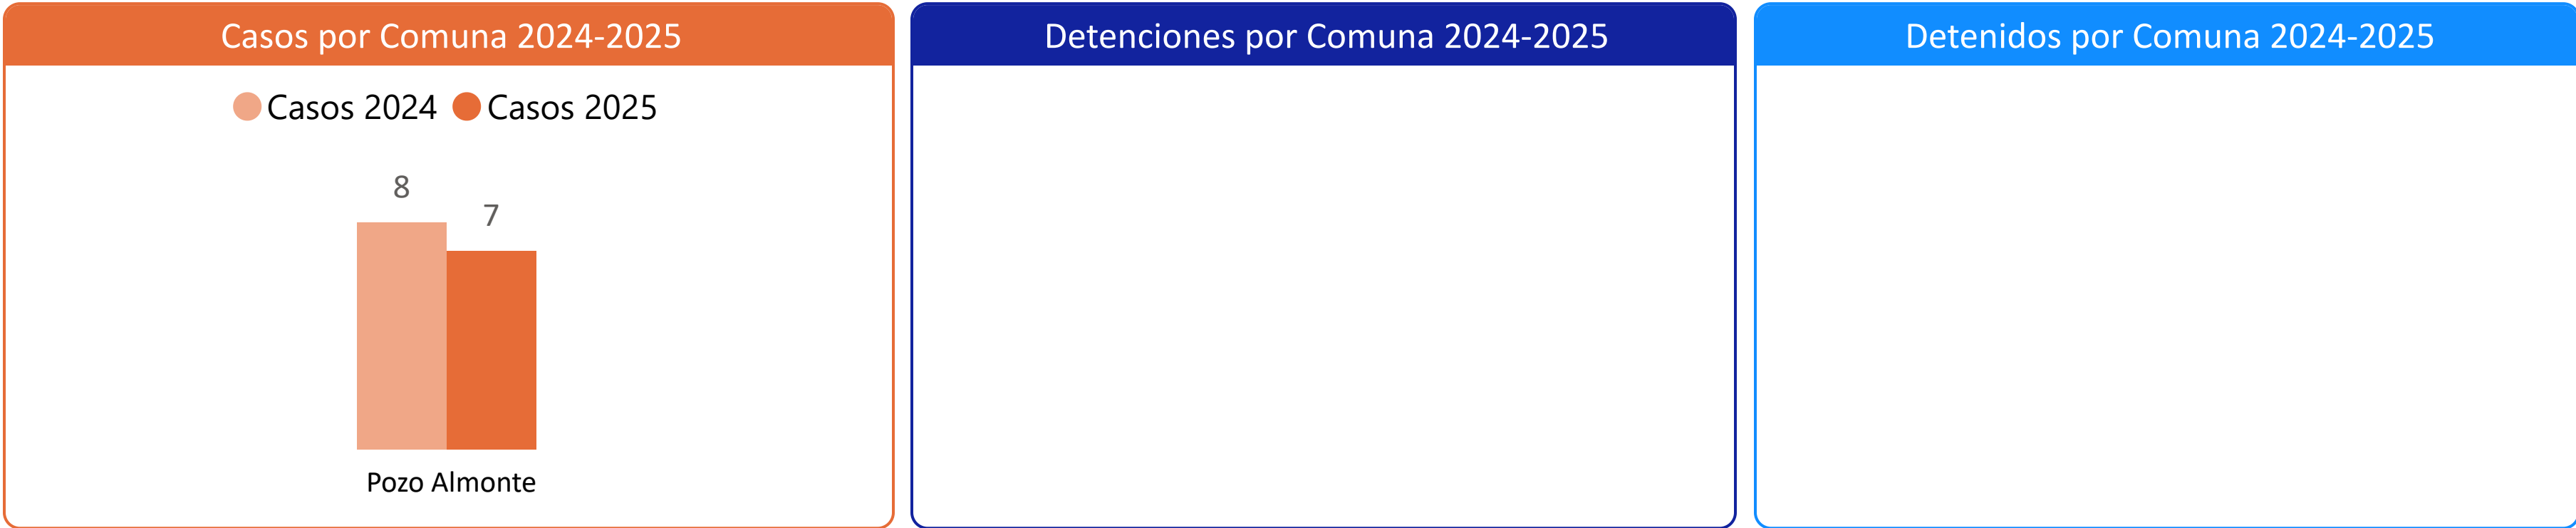 Casos por Comuna 2024-2025
Casos 2024 Casos 2025
8
7
Pozo Almonte
Detenciones por Comuna 2024-2025
Detenidos por Comuna 2024-2025